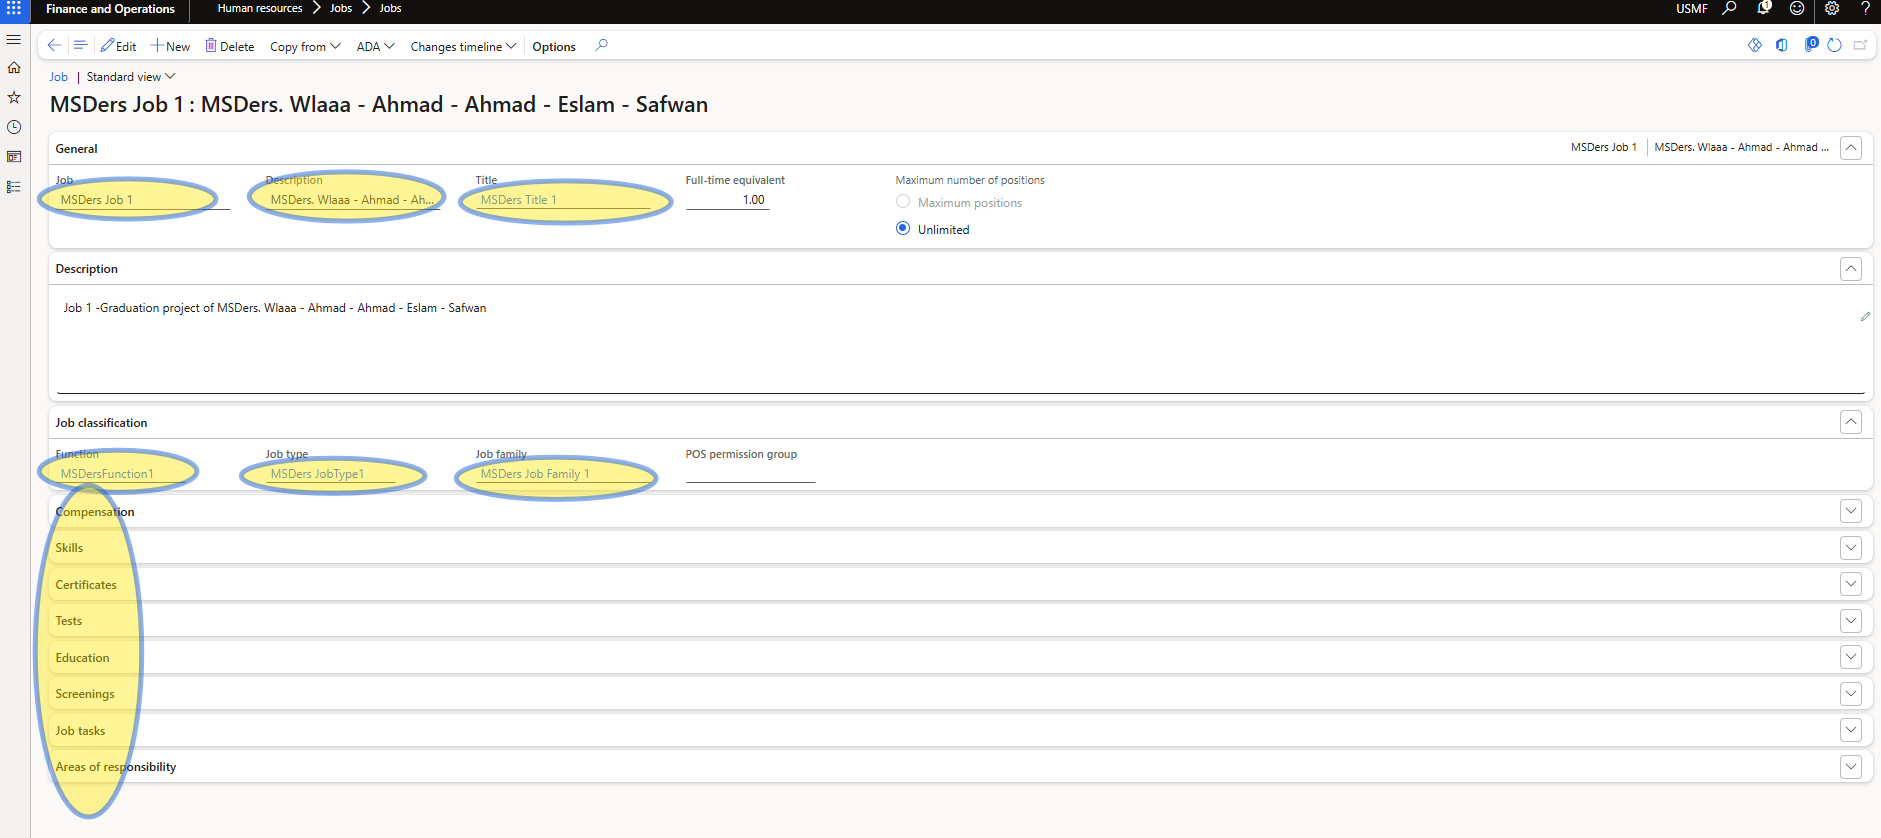 Finance and Operations
Human resources > Jobs > Jobs
USMF
1
?
Edit New Delete Copy from ADA Changes timeline Options
0
Job | Standard view
MSDers Job 1 : MSDers. Wlaaa - Ahmad - Ahmad - Eslam - Safwan
General
MSDers Job 1 | MSDers. Wlaaa - Ahmad - Ahmad ...
Job Description Title Full-time equivalent Maximum number of positions
MSDers Job 1 MSDers. Wlaaa - Ahmad - Ah... MSDers Title 1 1.00 Maximum positions
Unlimited
Description
Job 1 -Graduation project of MSDers. Wlaaa - Ahmad - Ahmad - Eslam - Safwan
Job classification
Function Job type Job family POS permission group
MSDersFunction1 MSDers JobType1 MSDers Job Family 1
Compensation
Skills
Certificates
Tests
Education
Screenings
Job tasks
Areas of responsibility